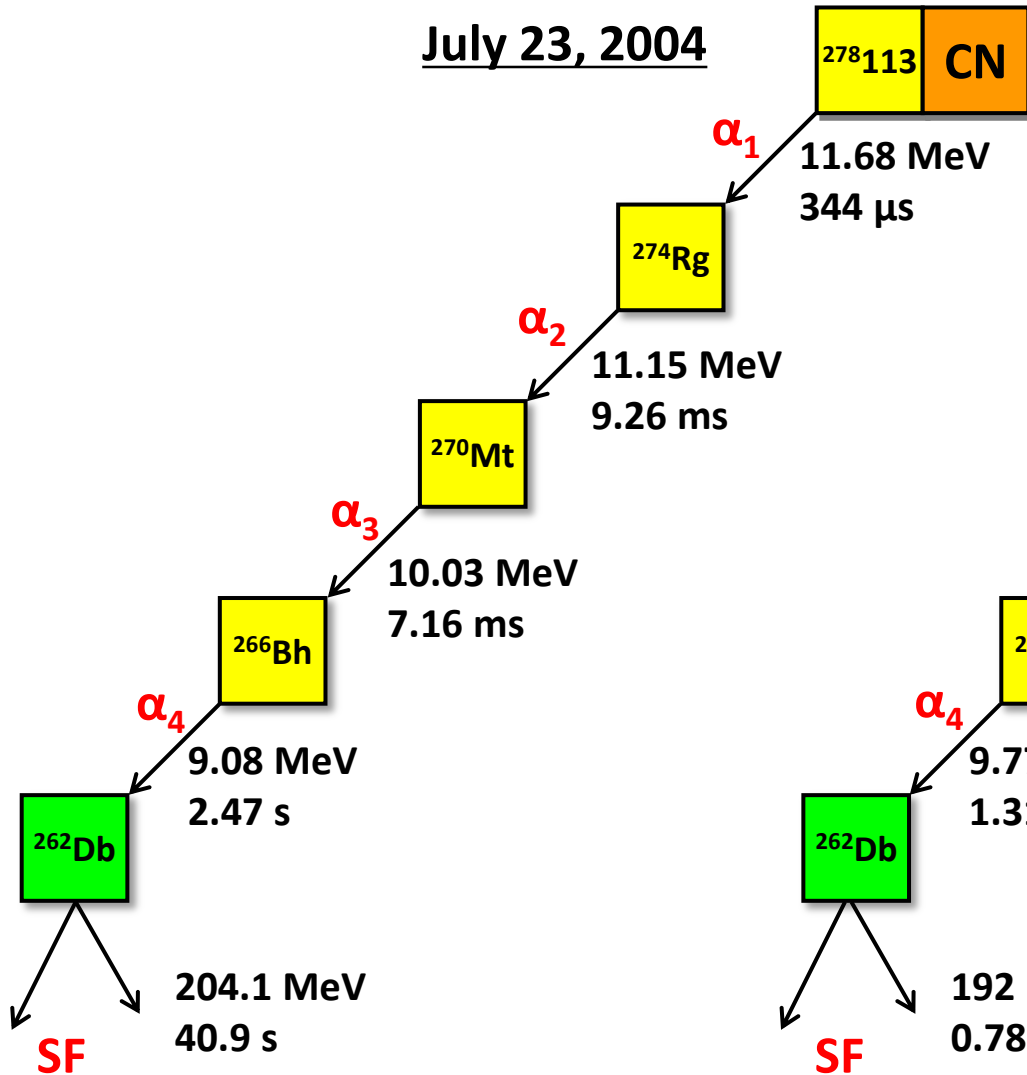 July 23, 2004
²⁷⁸113 CN
α₁
11.68 MeV
344 μs
²⁷⁴Rg
α₂
11.15 MeV
9.26 ms
²⁷⁰Mt
α₃
10.03 MeV
7.16 ms
²⁶⁶Bh
α₄
9.08 MeV
2.47 s
²⁶²Db
204.1 MeV
40.9 s
SF
α₄
²⁶²Db
192
SF